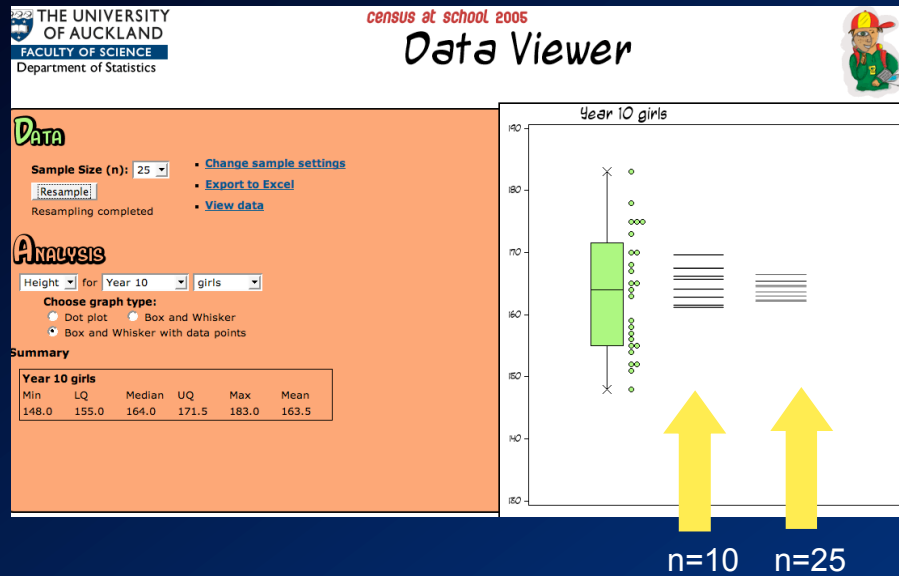 THE UNIVERSITY
OF AUCKLAND
FACULTY OF SCIENCE
Department of Statistics
census at school 2005
Data Viewer
DATA
Sample Size (n): 25
Resample
Resampling completed
Change sample settings
Export to Excel
View data
ANALYSIS
Height for Year 10 girls
Choose graph type:
Dot plot Box and Whisker
Box and Whisker with data points
Summary
Year 10 girls
Min LQ Median UQ Max Mean
148.0 155.0 164.0 171.5 183.0 163.5
Year 10 girls
190
180
170
160
150
140
130
n=10 n=25